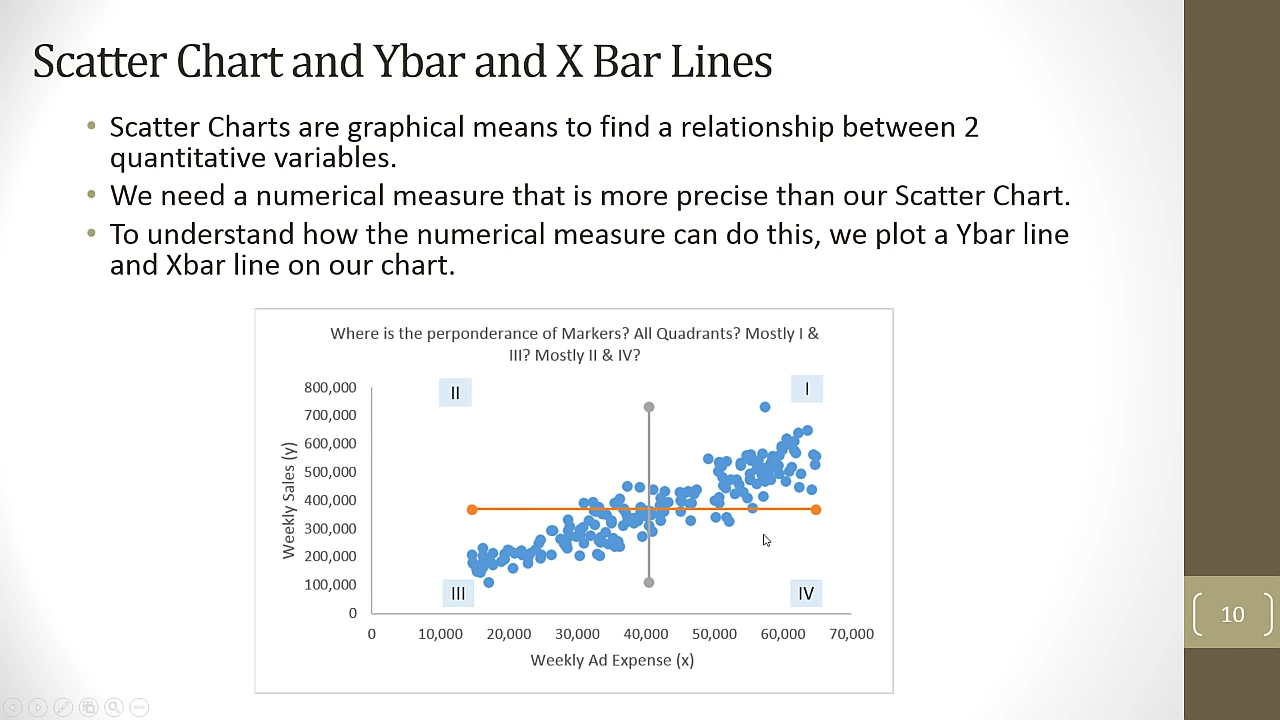 Scatter Chart and Ybar and X Bar Lines
• Scatter Charts are graphical means to find a relationship between 2
quantitative variables.
• We need a numerical measure that is more precise than our Scatter Chart.
• To understand how the numerical measure can do this, we plot a Ybar line
and Xbar line on our chart.
Where is the perponderance of Markers? All Quadrants? Mostly I &
III? Mostly II & IV?
II
I
800,000
700,000
600,000
500,000
400,000
300,000
200,000
100,000
0
Weekly Sales (y)
III
IV
0 10,000 20,000 30,000 40,000 50,000 60,000 70,000
Weekly Ad Expense (x)
10